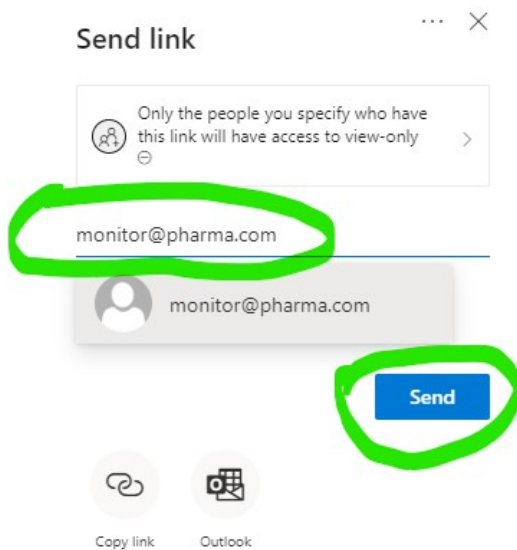 Send link
Only the people you specify who have
this link will have access to view-only
monitor@pharma.com
monitor@pharma.com
Send
Copy link
Outlook